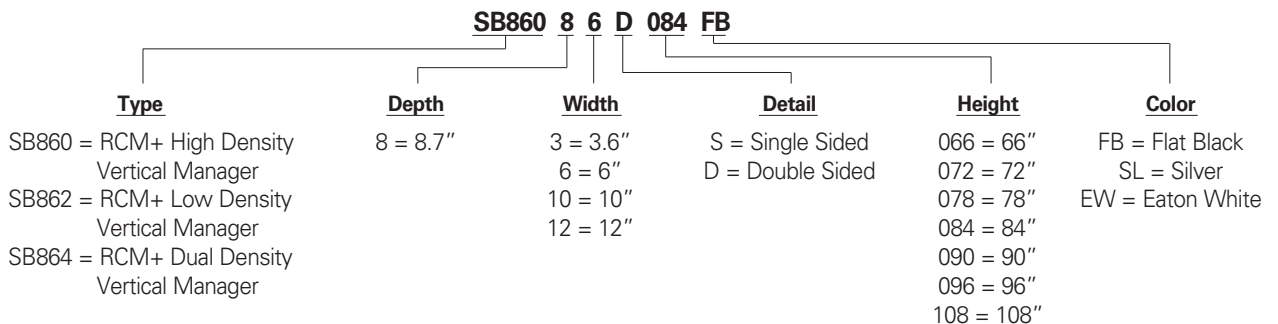 SB860 8 6 D 084 FB
Type
SB860 = RCM+ High Density
Vertical Manager
SB862 = RCM+ Low Density
Vertical Manager
SB864 = RCM+ Dual Density
Vertical Manager
Depth
8 = 8.7″
Width
3 = 3.6″
6 = 6″
10 = 10″
12 = 12″
Detail
S = Single Sided
D = Double Sided
Height
066 = 66″
072 = 72″
078 = 78″
084 = 84″
090 = 90″
096 = 96″
108 = 108″
Color
FB = Flat Black
SL = Silver
EW = Eaton White